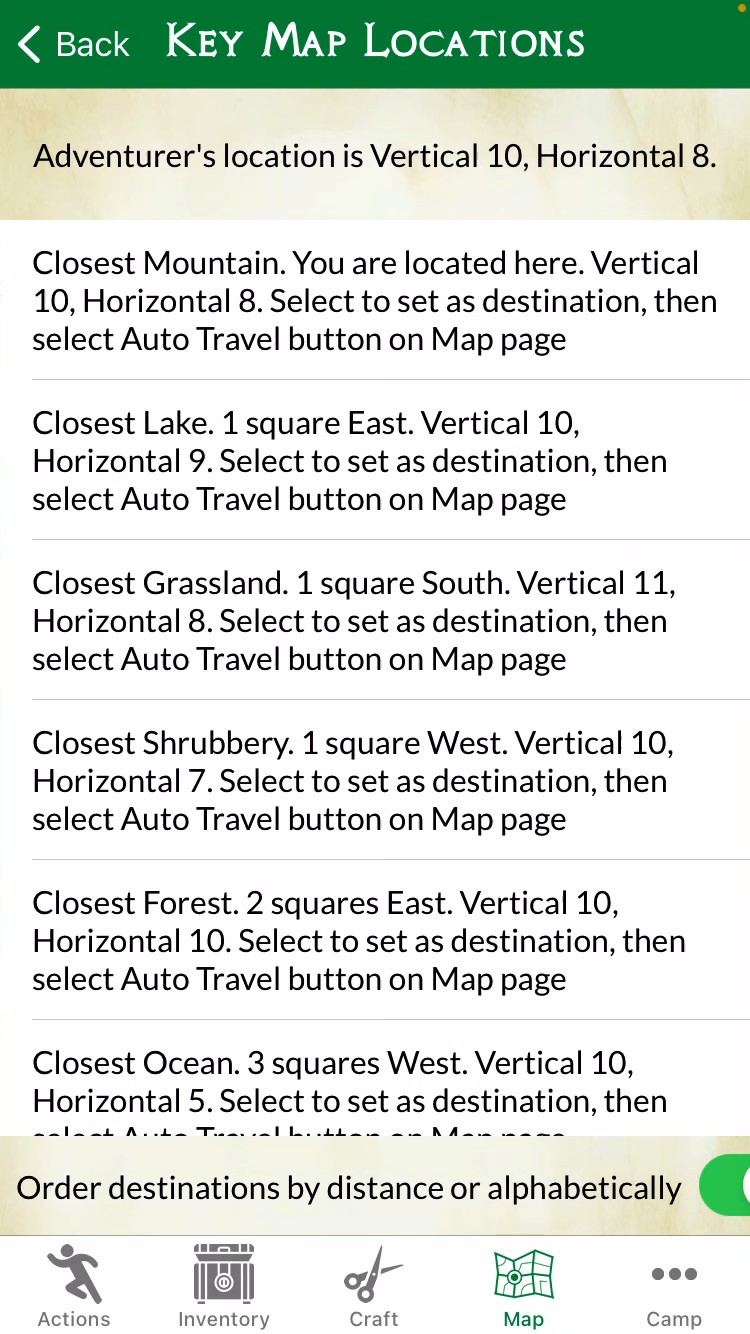 Back
Key Map Locations
Adventurer's location is Vertical 10, Horizontal 8.
Closest Mountain. You are located here. Vertical
10, Horizontal 8. Select to set as destination, then
select Auto Travel button on Map page
Closest Lake. 1 square East. Vertical 10,
Horizontal 9. Select to set as destination, then
select Auto Travel button on Map page
Closest Grassland. 1 square South. Vertical 11,
Horizontal 8. Select to set as destination, then
select Auto Travel button on Map page
Closest Shrubbery. 1 square West. Vertical 10,
Horizontal 7. Select to set as destination, then
select Auto Travel button on Map page
Closest Forest. 2 squares East. Vertical 10,
Horizontal 10. Select to set as destination, then
select Auto Travel button on Map page
Closest Ocean. 3 squares West. Vertical 10,
Horizontal 5. Select to set as destination, then
select Auto Travel button on Map page
Order destinations by distance or alphabetically
Actions
Inventory
Craft
Map
Camp